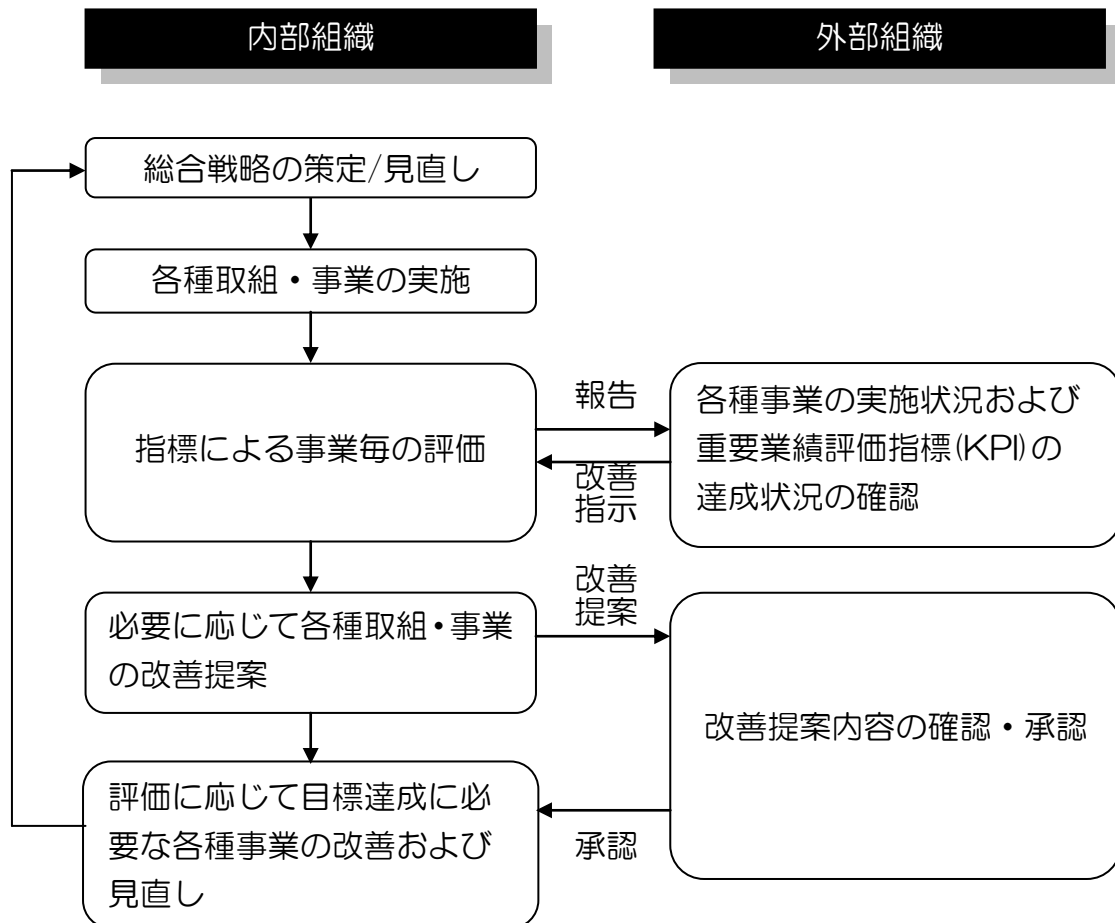 内部組織
外部組織
総合戦略の策定/見直し
各種取組・事業の実施
指標による事業毎の評価
報告
改善
指示
各種事業の実施状況および
重要業績評価指標(KPI)の
達成状況の確認
必要に応じて各種取組・事業
の改善提案
改善
提案
改善提案内容の確認・承認
評価に応じて目標達成に必
要な各種事業の改善および
見直し
承認